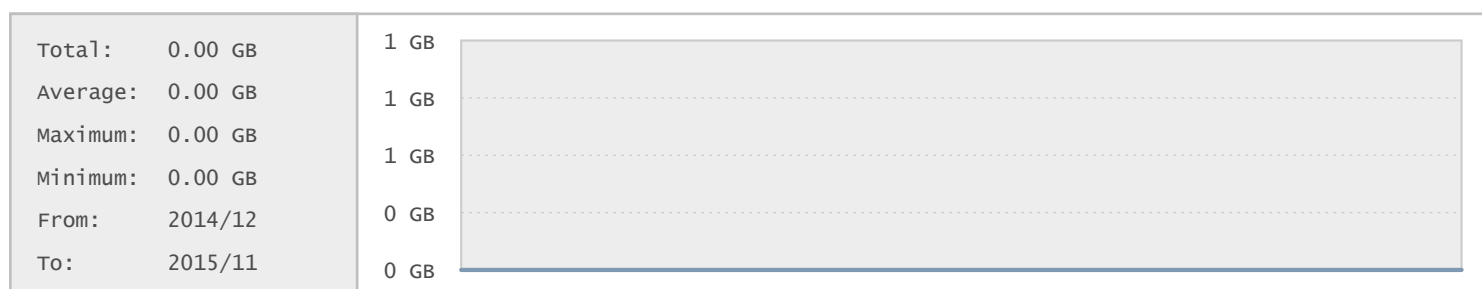 Total: 0.00 GB
Average: 0.00 GB
Maximum: 0.00 GB
Minimum: 0.00 GB
From: 2014/12
To: 2015/11
1 GB
1 GB
1 GB
0 GB
0 GB